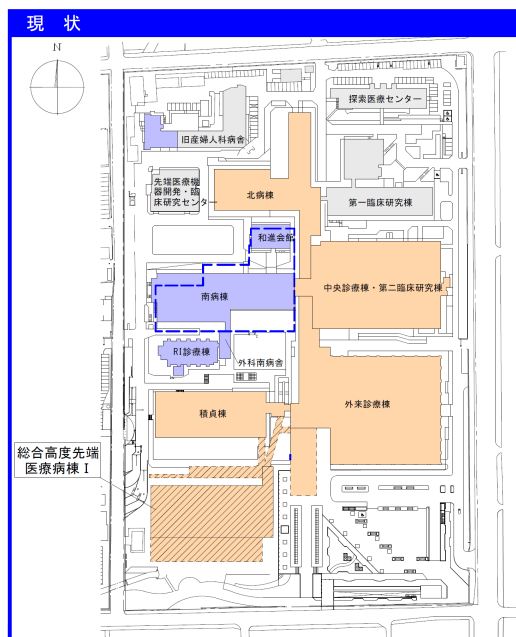 現 状
N
探索医療センター
旧産婦人科病舎
先端医療機
器開発・臨
床研究センター
北病棟
第一臨床研究棟
和進会館
中央診療棟・第二臨床研究棟
南病棟
RI診療棟
外科南病舎
積貞棟
外来診療棟
総合高度先端
医療病棟Ⅰ